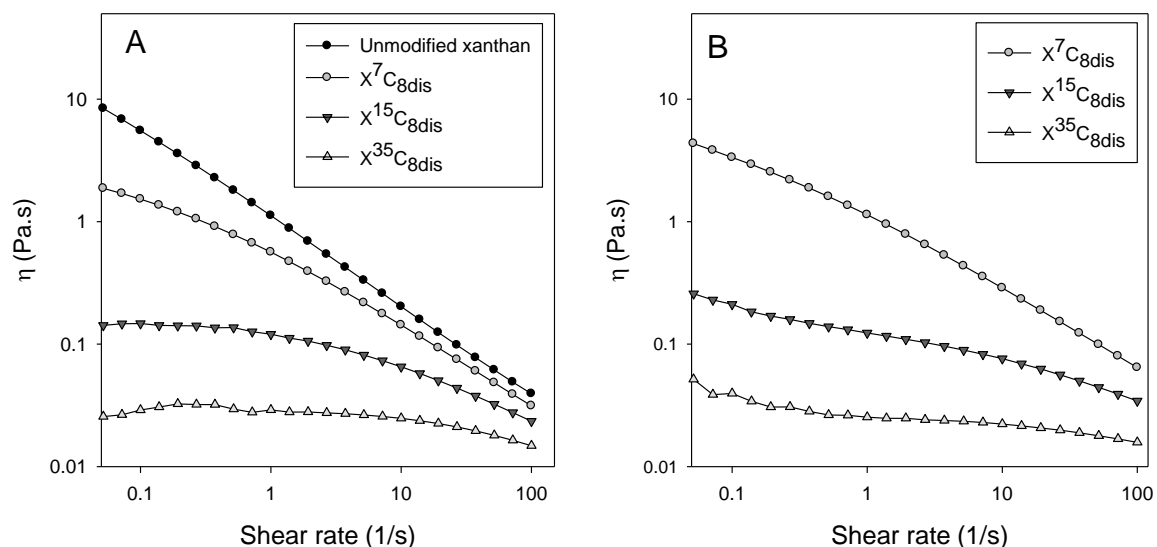 A
Unmodified xanthan
X7C8dis
X15C8dis
X35C8dis
10
1
0.1
0.01
η (Pa.s)
0.1
1
10
100
Shear rate (1/s)
B
X7C8dis
X15C8dis
X35C8dis
10
1
0.1
0.01
η (Pa.s)
0.1
1
10
100
Shear rate (1/s)